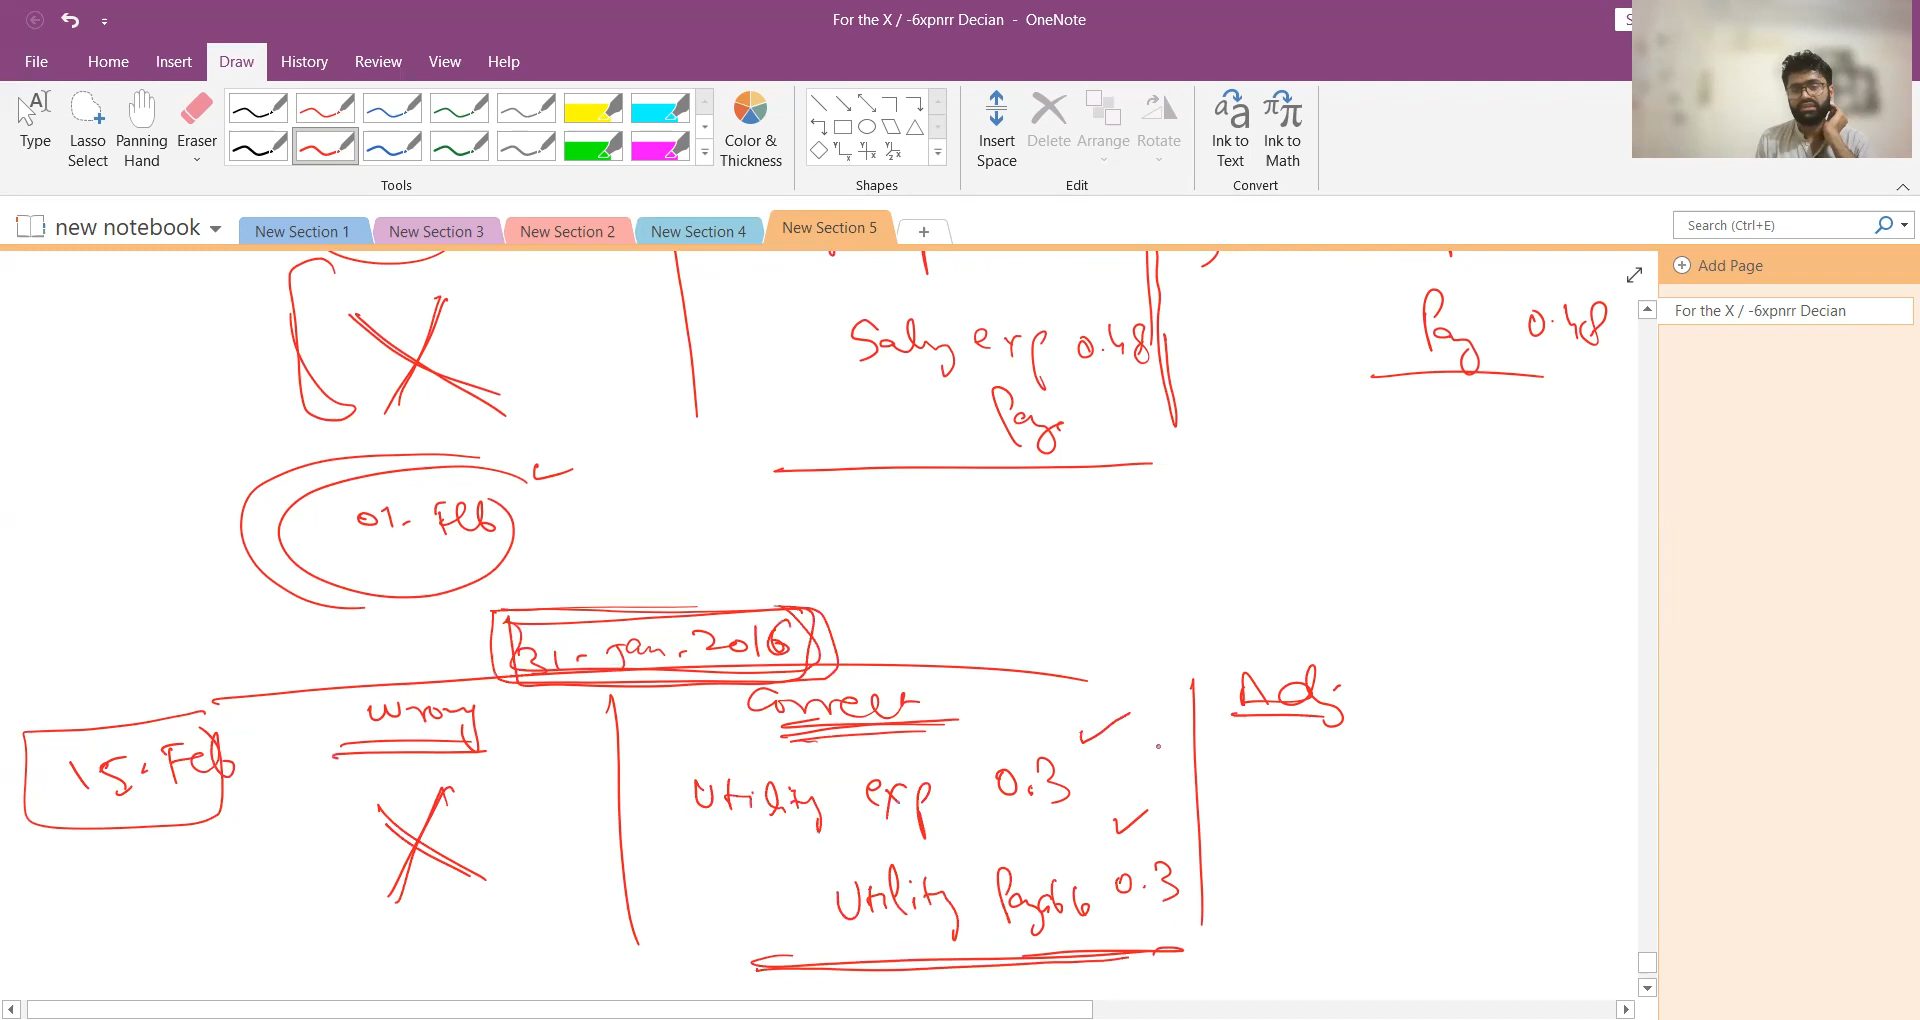 For the X / -6xpnrr Decian - OneNote
S
File Home Insert Draw History Review View Help
Type
Lasso Select
Panning Hand
Eraser
Color & Thickness
Insert Space
Delete
Arrange
Rotate
Ink to Text
Ink to Math
Tools
Shapes
Edit
Convert
new notebook
New Section 1
New Section 3
New Section 2
New Section 4
New Section 5
Search (Ctrl+E)
Add Page
For the X / -6xpnrr Decian
Pay 0.48
Salry exp 0.48
Pay.
01- Feb
31-Jan-2016
Wrong
Correct
Adj
15-Feb
Utility exp 0.3
Utility Payable 0.3